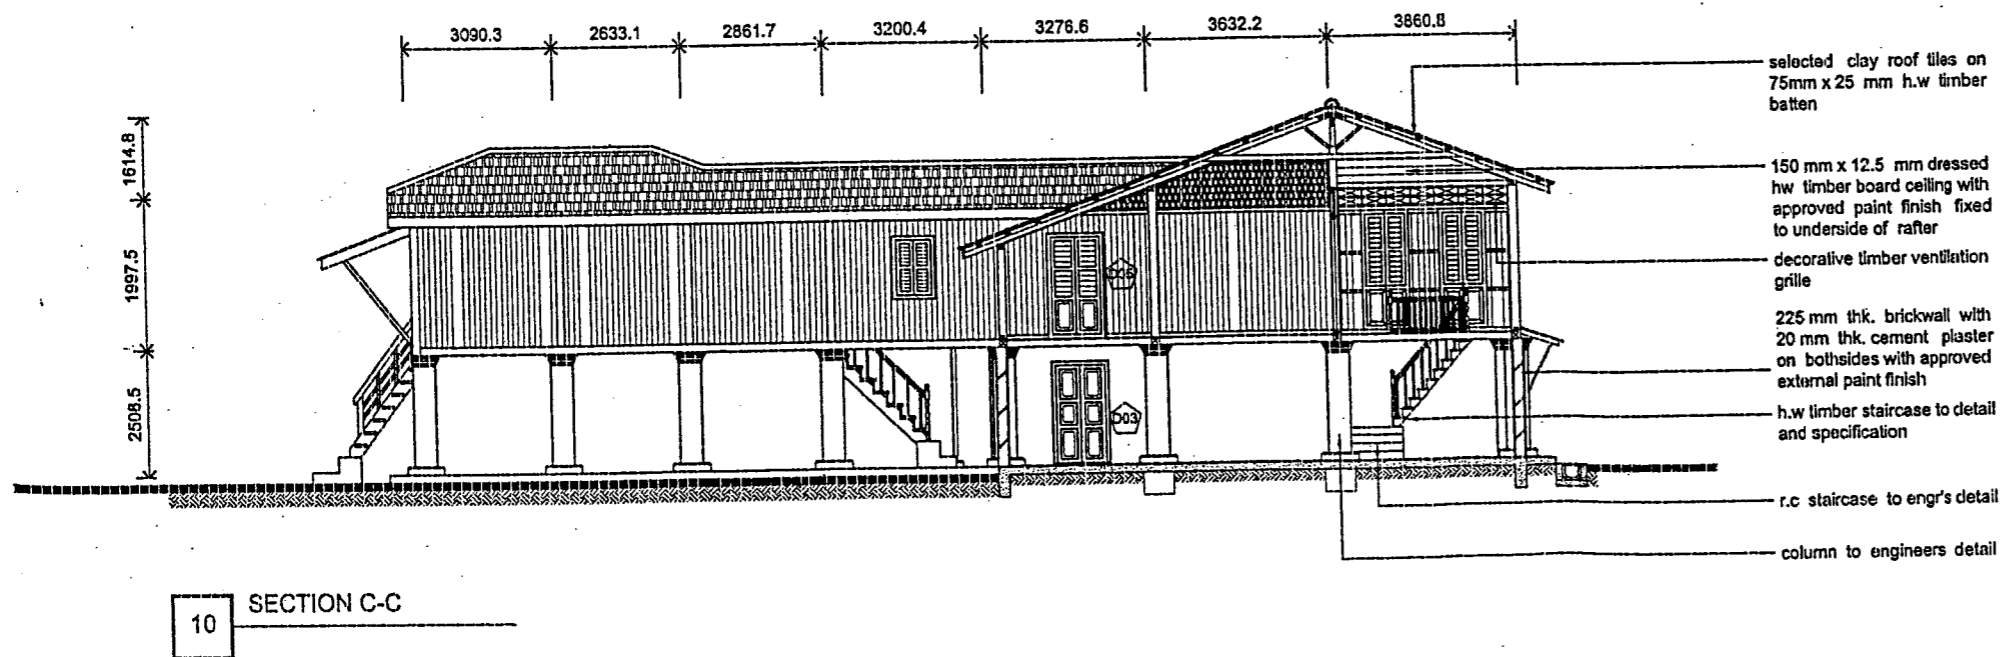 3090.3 2633.1 2861.7 3200.4 3276.6 3632.2 3860.8
1614.8
1997.5
2508.5
selected clay roof tiles on
75mm x 25 mm h.w timber
batten
150 mm x 12.5 mm dressed
hw timber board ceiling with
approved paint finish fixed
to underside of rafter
decorative timber ventilation
grille
225 mm thk. brickwall with
20 mm thk. cement plaster
on bothsides with approved
external paint finish
h.w timber staircase to detail
and specification
r.c staircase to engr's detail
column to engineers detail
D05
D03
10 SECTION C-C